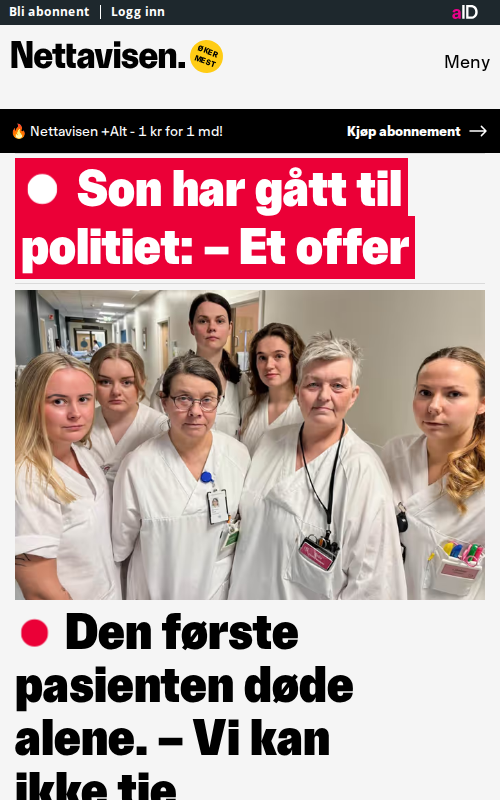 Bli abonnent Logg inn aID
Nettavisen. ØKER MEST
Meny
🔥 Nettavisen +Alt - 1 kr for 1 md! Kjøp abonnement →
Son har gått til
politiet: – Et offer
Den første
pasienten døde
alene. – Vi kan
ikke tie